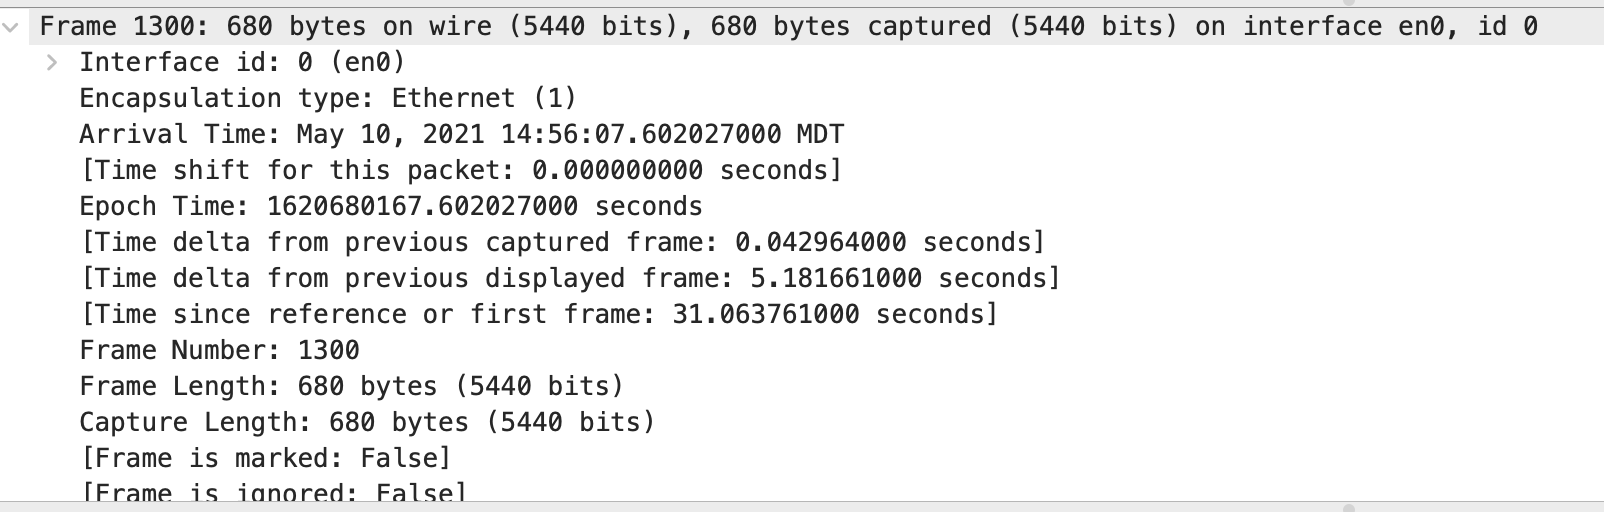 Frame 1300: 680 bytes on wire (5440 bits), 680 bytes captured (5440 bits) on interface en0, id 0
Interface id: 0 (en0)
Encapsulation type: Ethernet (1)
Arrival Time: May 10, 2021 14:56:07.602027000 MDT
[Time shift for this packet: 0.000000000 seconds]
Epoch Time: 1620680167.602027000 seconds
[Time delta from previous captured frame: 0.042964000 seconds]
[Time delta from previous displayed frame: 5.181661000 seconds]
[Time since reference or first frame: 31.063761000 seconds]
Frame Number: 1300
Frame Length: 680 bytes (5440 bits)
Capture Length: 680 bytes (5440 bits)
[Frame is marked: False]
[Frame is ignored: False]